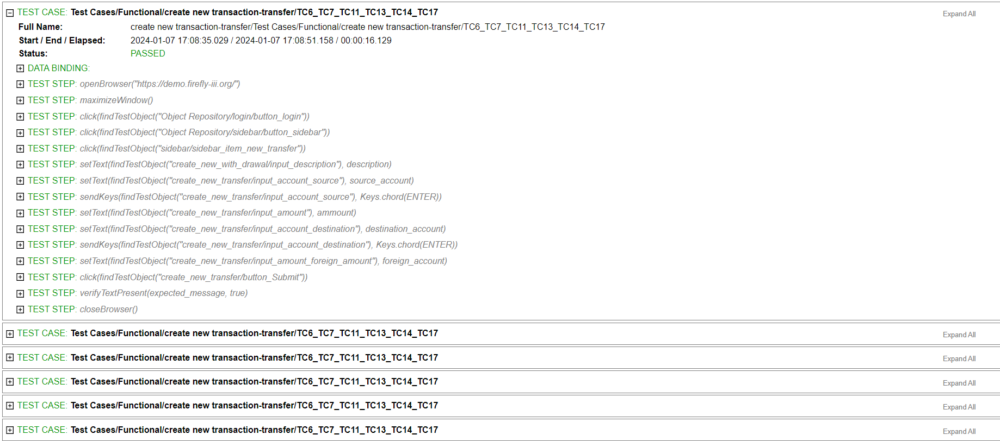 TEST CASE: Test Cases/Functional/create new transaction-transfer/TC6_TC7_TC11_TC13_TC14_TC17 Expand All
Full Name: create new transaction-transfer/Test Cases/Functional/create new transaction-transfer/TC6_TC7_TC11_TC13_TC14_TC17
Start / End / Elapsed: 2024-01-07 17:08:35.029 / 2024-01-07 17:08:51.158 / 00:00:16.129
Status: PASSED
DATA BINDING:
TEST STEP: openBrowser("https://demo.firefly-iii.org/")
TEST STEP: maximizeWindow()
TEST STEP: click(findTestObject("Object Repository/login/button_login"))
TEST STEP: click(findTestObject("Object Repository/sidebar/button_sidebar"))
TEST STEP: click(findTestObject("sidebar/sidebar_item_new_transfer"))
TEST STEP: setText(findTestObject("create_new_with_drawal/input_description"), description)
TEST STEP: setText(findTestObject("create_new_transfer/input_account_source"), source_account)
TEST STEP: sendKeys(findTestObject("create_new_transfer/input_account_source"), Keys.chord(ENTER))
TEST STEP: setText(findTestObject("create_new_transfer/input_amount"), ammount)
TEST STEP: setText(findTestObject("create_new_transfer/input_account_destination"), destination_account)
TEST STEP: sendKeys(findTestObject("create_new_transfer/input_account_destination"), Keys.chord(ENTER))
TEST STEP: setText(findTestObject("create_new_transfer/input_amount_foreign_amount"), foreign_account)
TEST STEP: click(findTestObject("create_new_transfer/button_Submit"))
TEST STEP: verifyTextPresent(expected_message, true)
TEST STEP: closeBrowser()
TEST CASE: Test Cases/Functional/create new transaction-transfer/TC6_TC7_TC11_TC13_TC14_TC17 Expand All
TEST CASE: Test Cases/Functional/create new transaction-transfer/TC6_TC7_TC11_TC13_TC14_TC17 Expand All
TEST CASE: Test Cases/Functional/create new transaction-transfer/TC6_TC7_TC11_TC13_TC14_TC17 Expand All
TEST CASE: Test Cases/Functional/create new transaction-transfer/TC6_TC7_TC11_TC13_TC14_TC17 Expand All
TEST CASE: Test Cases/Functional/create new transaction-transfer/TC6_TC7_TC11_TC13_TC14_TC17 Expand All